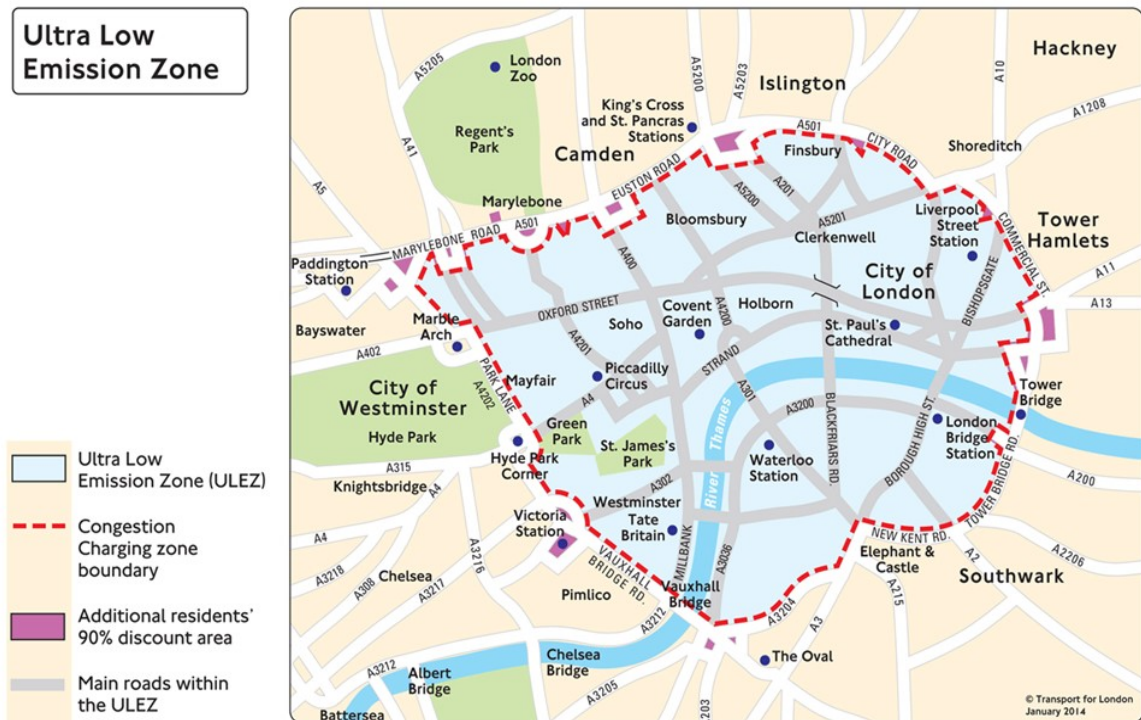 Ultra Low
Emission Zone
Ultra Low
Emission Zone (ULEZ)
Congestion
Charging zone
boundary
Additional residents'
90% discount area
Main roads within
the ULEZ
A5205
London
Zoo
A41
Regent's
Park
A5
A5200
A5203
Islington
A10
Hackney
A1208
King's Cross
and St. Pancras
Stations
Camden
EUSTON ROAD
A501
Finsbury
CITY ROAD
Shoreditch
Marylebone
A501
MARYLEBONE ROAD
A5200
A201
Bloomsbury
A5201
Clerkenwell
Liverpool
Street
Station
COMMERCIAL ST.
Tower
Hamlets
A11
A13
Paddington
Station
Bayswater
A402
Marble
Arch
OXFORD STREET
A400
Soho
Covent
Garden
A4200
Holborn
City of
London
BISHOPSGATE
St. Paul's
Cathedral
City of
Westminster
Hyde Park
PARK LANE
A4202
Mayfair
A4201
Piccadilly
Circus
A4
STRAND
A301
A3200
BLACKFRIARS RD.
BOROUGH HIGH ST.
Tower
Bridge
London
Bridge
Station
TOWER BRIDGE RD.
A200
Green
Park
St. James's
Park
River Thames
Waterloo
Station
Hyde Park
Corner
A315
Knightsbridge
A4
A302
Westminster
Tate
Britain
Victoria
Station
VAUXHALL
BRIDGE RD.
MILLBANK
A3036
Vauxhall
Bridge
NEW KENT RD.
Elephant &
Castle
A2
A2206
Southwark
A215
A4
A3218
A308
A3217
A3216
Chelsea
Pimlico
A3212
A3204
A3
The Oval
A3212
Albert
Bridge
Chelsea
Bridge
A3205
A203
Battersea
© Transport for London
January 2014